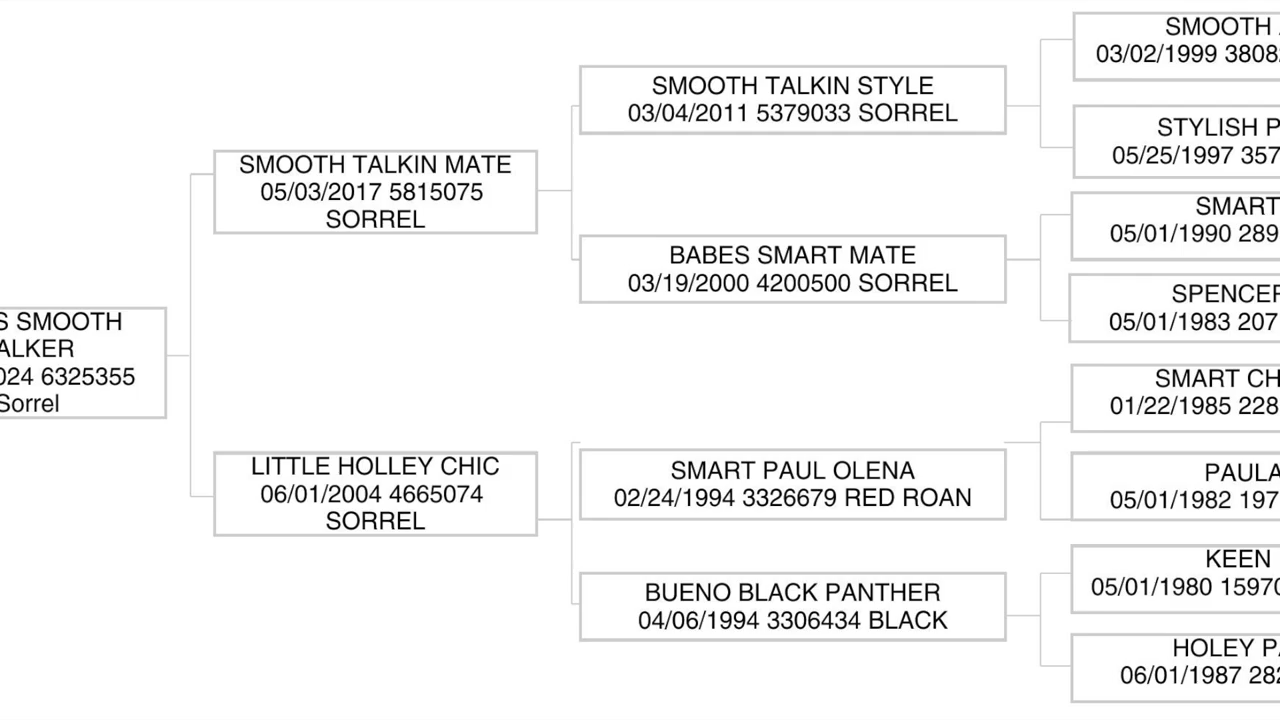 S SMOOTH
ALKER
024 6325355
Sorrel
SMOOTH TALKIN MATE
05/03/2017 5815075
SORREL
LITTLE HOLLEY CHIC
06/01/2004 4665074
SORREL
SMOOTH TALKIN STYLE
03/04/2011 5379033 SORREL
BABES SMART MATE
03/19/2000 4200500 SORREL
SMART PAUL OLENA
02/24/1994 3326679 RED ROAN
BUENO BLACK PANTHER
04/06/1994 3306434 BLACK
SMOOTH
03/02/1999 3808
STYLISH P
05/25/1997 357
SMART
05/01/1990 289
SPENCER
05/01/1983 207
SMART CH
01/22/1985 228
PAULA
05/01/1982 197
KEEN
05/01/1980 1597
HOLEY P
06/01/1987 282